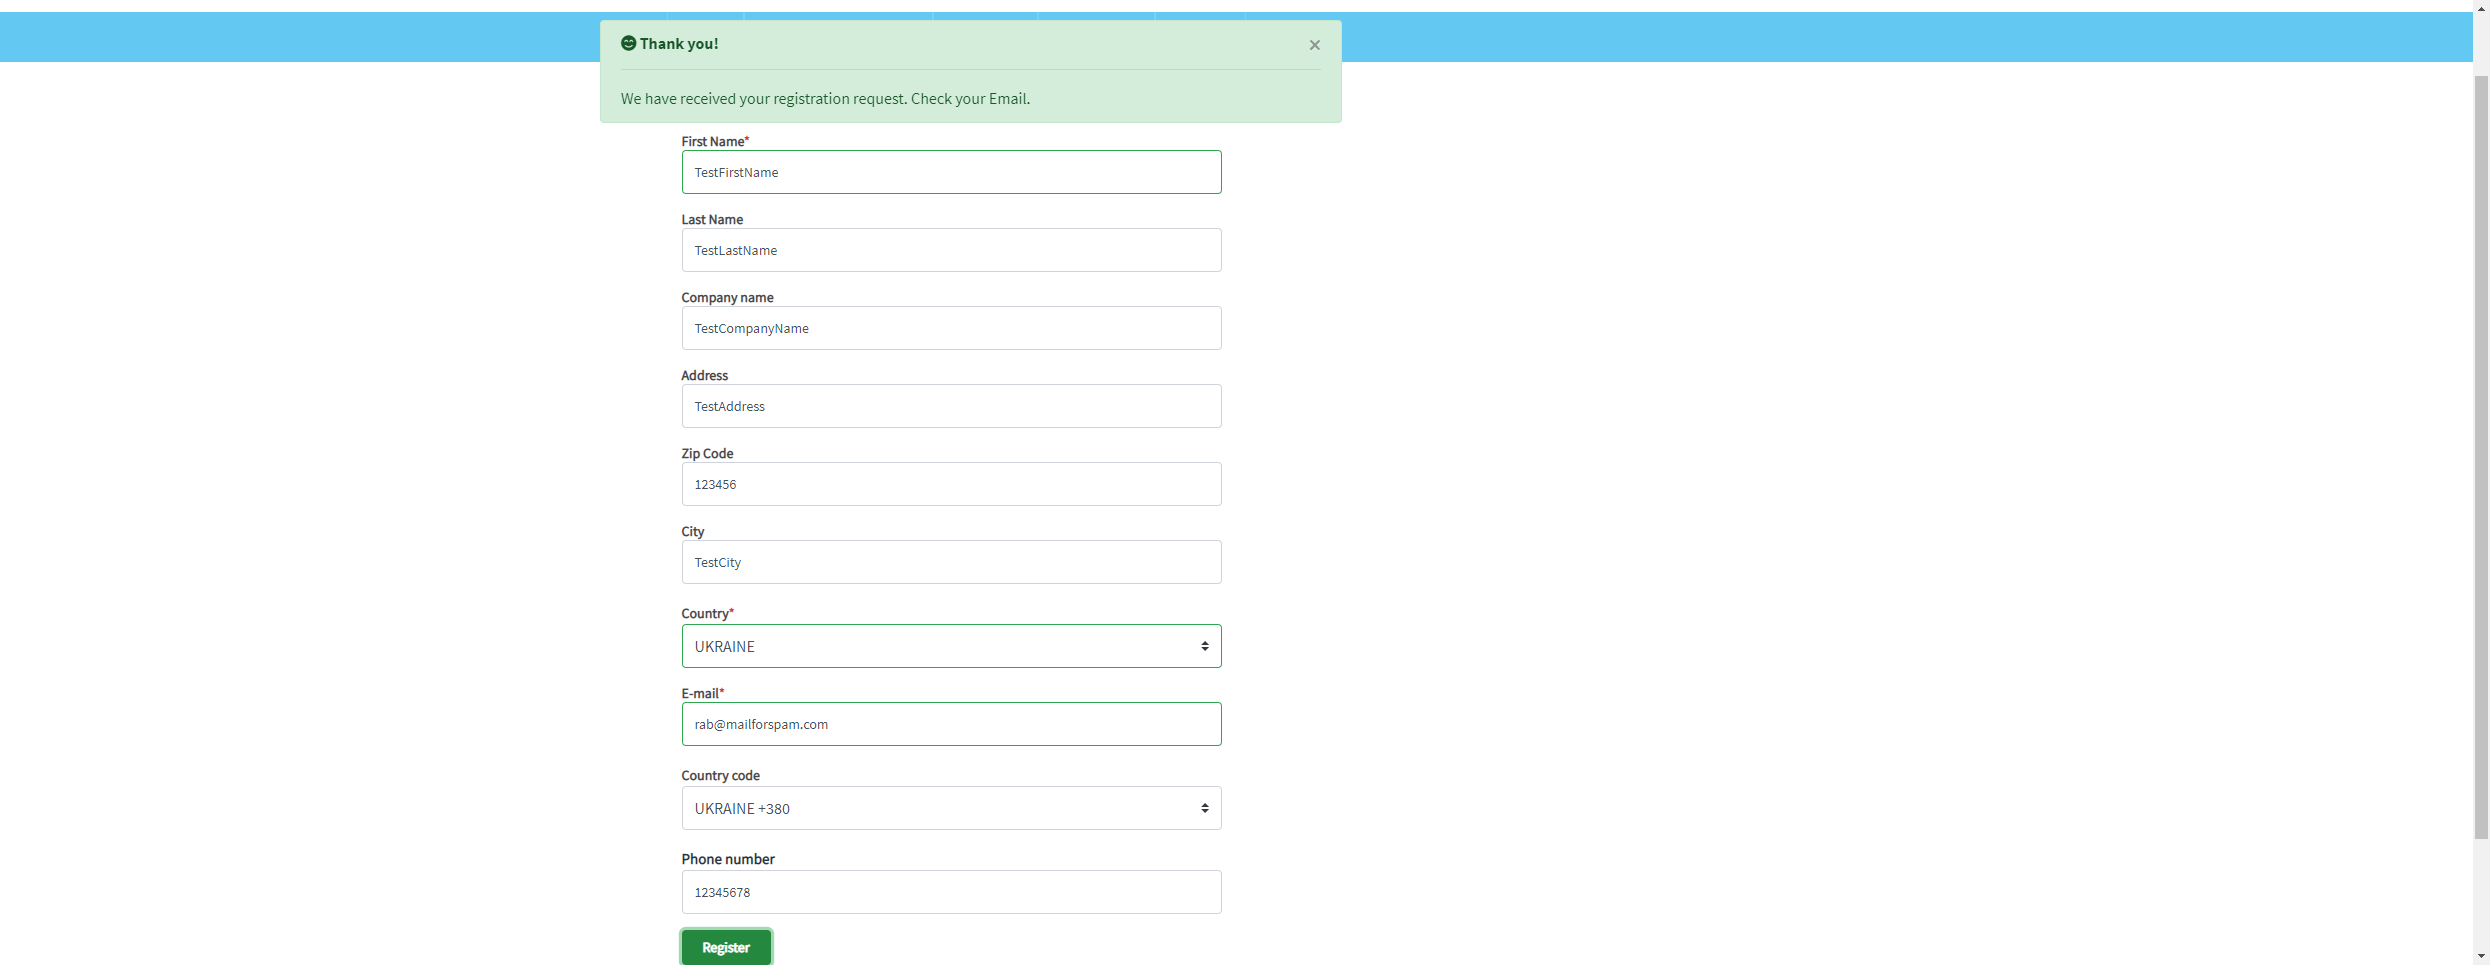 Thank you!
×
We have received your registration request. Check your Email.
First Name*
TestFirstName
Last Name
TestLastName
Company name
TestCompanyName
Address
TestAddress
Zip Code
123456
City
TestCity
Country*
UKRAINE
E-mail*
rab@mailforspam.com
Country code
UKRAINE +380
Phone number
12345678
Register